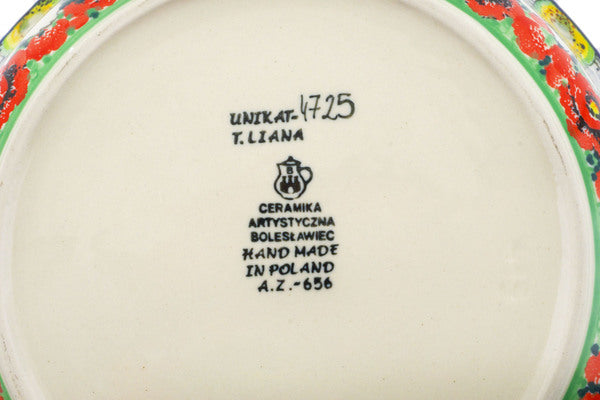 UNIKAT-4725
T. LIANA
B
CERAMIKA
ARTYSTYCZNA
BOLESŁAWIEC
HAND MADE
IN POLAND
A.Z.-656